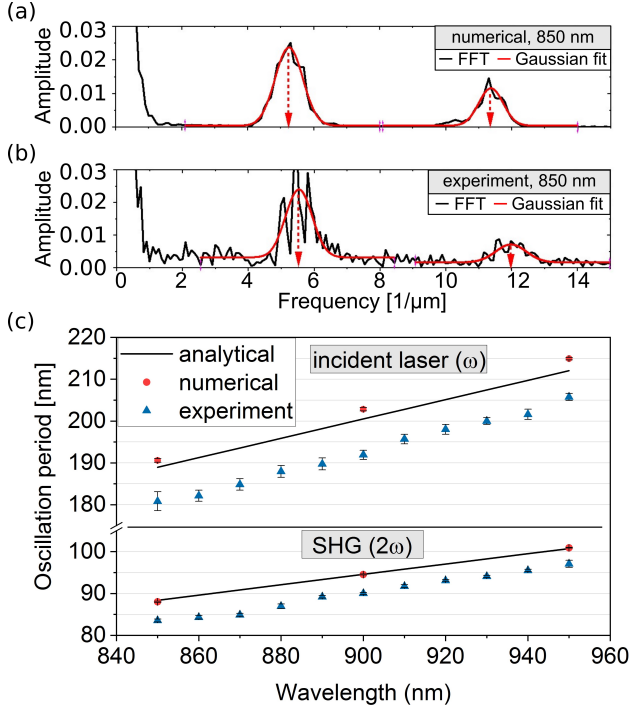 (a)
numerical, 850 nm
FFT Gaussian fit
Amplitude
0.03
0.02
0.01
0.00
(b)
experiment, 850 nm
FFT Gaussian fit
Amplitude
0.03
0.02
0.01
0.00
0 2 4 6 8 10 12 14
Frequency [1/μm]
(c)
analytical
numerical
experiment
incident laser (ω)
SHG (2ω)
Oscillation period [nm]
220
210
200
190
180
100
90
80
840 860 880 900 920 940 960
Wavelength (nm)